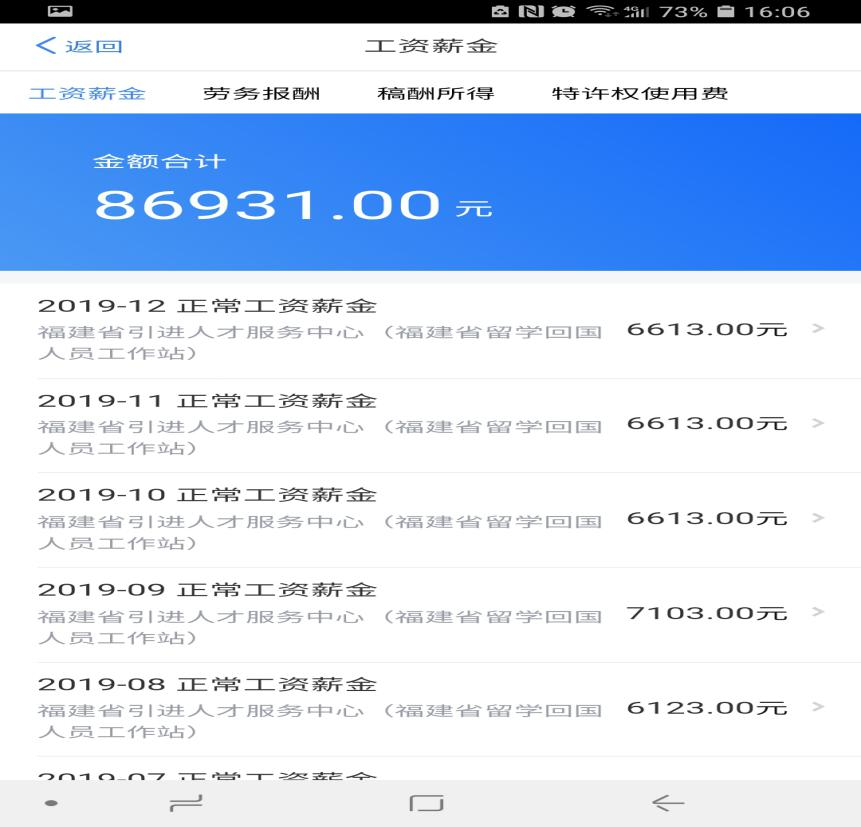 4G 73% 16:06
返回 工资薪金
工资薪金 劳务报酬 稿酬所得 特许权使用费
金额合计
86931.00 元
2019-12 正常工资薪金
福建省引进人才服务中心（福建省留学回国 6613.00元
人员工作站）
2019-11 正常工资薪金
福建省引进人才服务中心（福建省留学回国 6613.00元
人员工作站）
2019-10 正常工资薪金
福建省引进人才服务中心（福建省留学回国 6613.00元
人员工作站）
2019-09 正常工资薪金
福建省引进人才服务中心（福建省留学回国 7103.00元
人员工作站）
2019-08 正常工资薪金
福建省引进人才服务中心（福建省留学回国 6123.00元
人员工作站）
2019-07 正常工资薪金